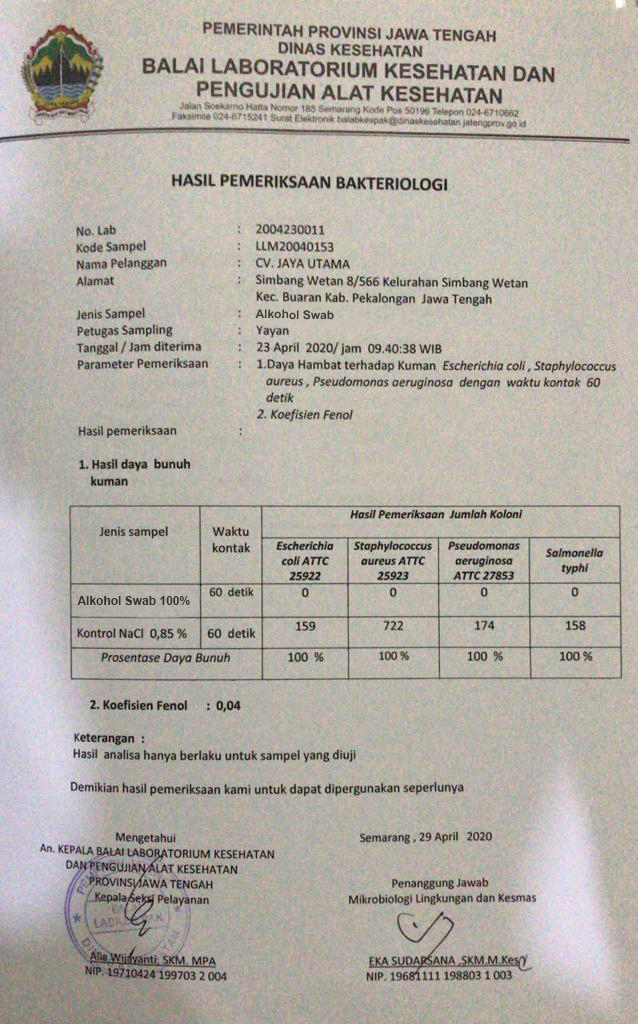 PEMERINTAH PROVINSI JAWA TENGAH
DINAS KESEHATAN
BALAI LABORATORIUM KESEHATAN DAN
PENGUJIAN ALAT KESEHATAN
Jalan Soekarno Hatta Nomor 185 Semarang Kode Pos 50196 Telepon 024-6710662
Faksimile 024-6715241 Surat Elektronik balabkespak@dinaskesehatan.jatengprov.go.id
HASIL PEMERIKSAAN BAKTERIOLOGI
No. Lab : 2004230011
Kode Sampel : LLM20040153
Nama Pelanggan : CV. JAYA UTAMA
Alamat : Simbang Wetan 8/566 Kelurahan Simbang Wetan
Kec. Buaran Kab. Pekalongan Jawa Tengah
Jenis Sampel : Alkohol Swab
Petugas Sampling : Yayan
Tanggal / Jam diterima : 23 April 2020/ jam 09.40:38 WIB
Parameter Pemeriksaan : 1.Daya Hambat terhadap Kuman Escherichia coli , Staphylococcus
aureus , Pseudomonas aeruginosa dengan waktu kontak 60
detik
2. Koefisien Fenol
Hasil pemeriksaan :
1. Hasil daya bunuh
kuman
Jenis sampel Waktu kontak Hasil Pemeriksaan Jumlah Koloni
Escherichia coli ATTC 25922 Staphylococcus aureus ATTC 25923 Pseudomonas aeruginosa ATTC 27853 Salmonella typhi
Alkohol Swab 100% 60 detik 0 0 0 0
Kontrol NaCl 0,85 % 60 detik 159 722 174 158
Prosentase Daya Bunuh 100 % 100 % 100 % 100 %
2. Koefisien Fenol : 0,04
Keterangan :
Hasil analisa hanya berlaku untuk sampel yang diuji
Demikian hasil pemeriksaan kami untuk dapat dipergunakan seperlunya
Mengetahui
An. KEPALA BALAI LABORATORIUM KESEHATAN
DAN PENGUJIAN ALAT KESEHATAN
PROVINSI JAWA TENGAH
Kepala Seksi Pelayanan
Alia Wijayanti, SKM. MPA
NIP. 19710424 199703 2 004
Semarang , 29 April 2020
Penanggung Jawab
Mikrobiologi Lingkungan dan Kesmas
EKA SUDARSANA ,SKM.M.Kes
NIP. 19681111 198803 1 003